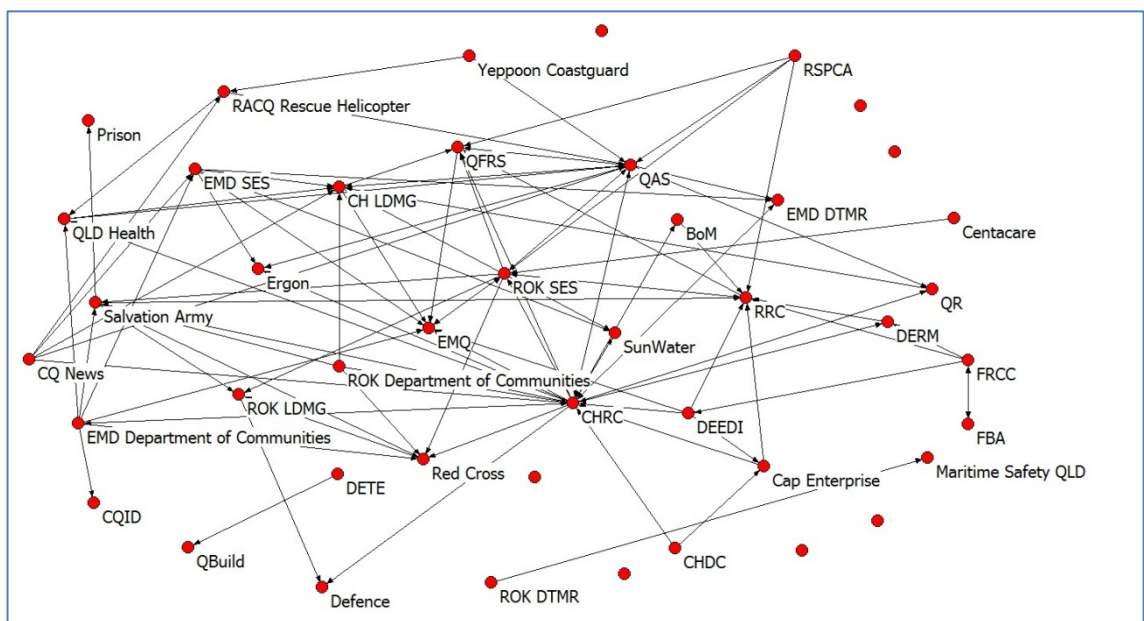 Yeppoon Coastguard
RSPCA
RACQ Rescue Helicopter
Prison
QFRS
QAS
EMD SES
CH LDMG
EMD DTMR
QLD Health
BoM
Centacare
Ergon
ROK SES
QR
Salvation Army
RRC
EMQ
SunWater
DERM
CQ News
ROK Department of Communities
FRCC
ROK LDMG
CHRC
DEEDI
EMD Department of Communities
FBA
Red Cross
Cap Enterprise
Maritime Safety QLD
DETE
CQID
QBuild
CHDC
Defence
ROK DTMR